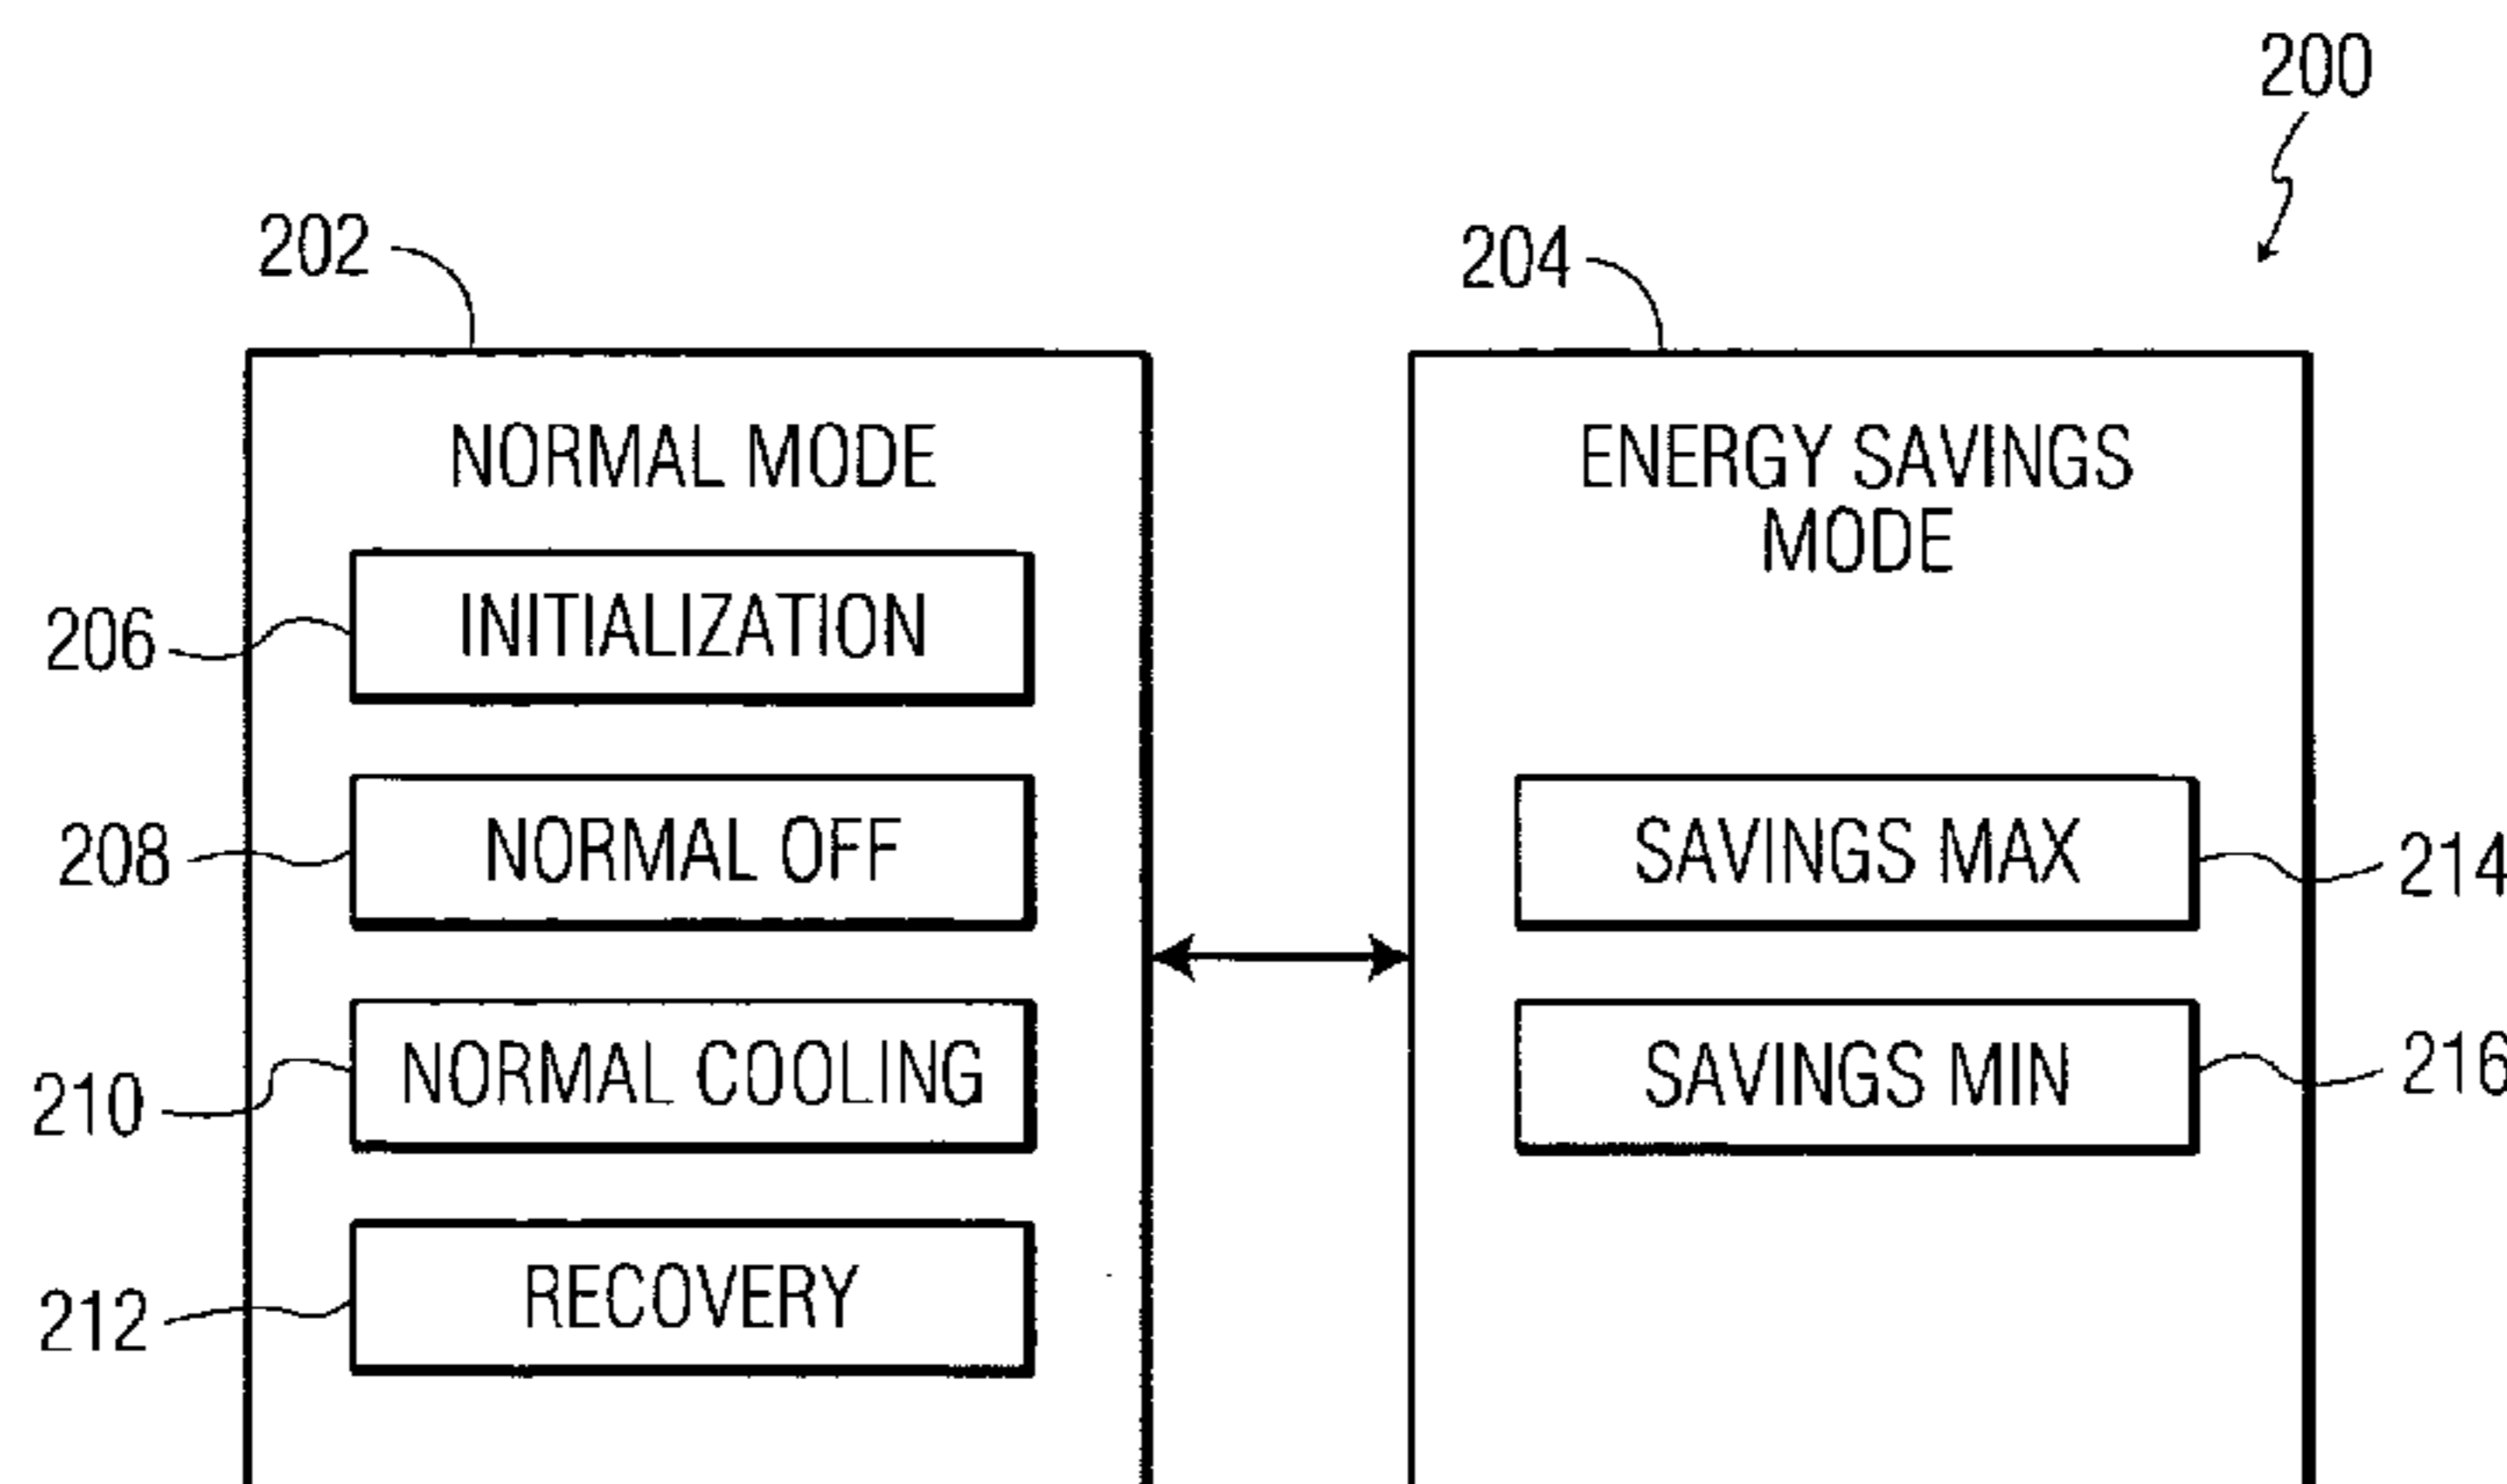 200
202
204
NORMAL MODE
INITIALIZATION
206
NORMAL OFF
208
NORMAL COOLING
210
RECOVERY
212
ENERGY SAVINGS
MODE
SAVINGS MAX
214
SAVINGS MIN
216